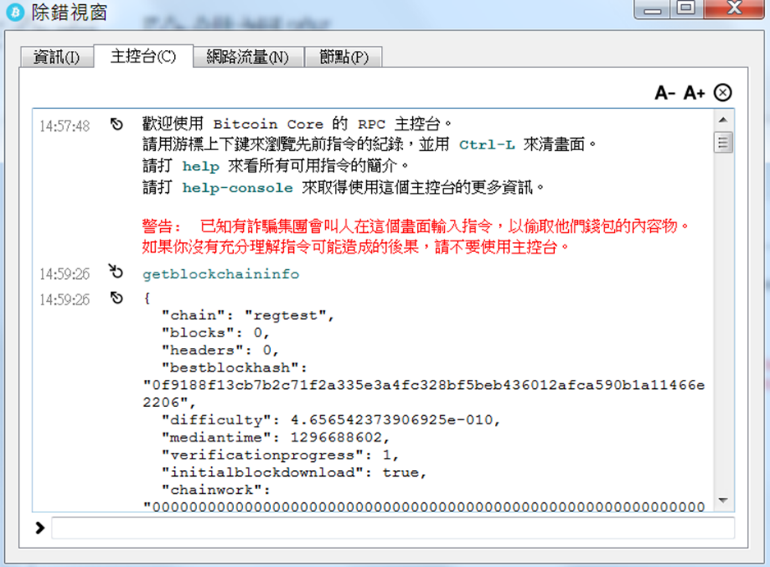 除錯視窗
資訊(I) 主控台(C) 網路流量(N) 節點(P)
A- A+
14:57:48 歡迎使用 Bitcoin Core 的 RPC 主控台。
請用游標上下鍵來瀏覽先前指令的紀錄，並用 Ctrl-L 來清畫面。
請打 help 來看所有可用指令的簡介。
請打 help-console 來取得使用這個主控台的更多資訊。
警告： 已知有詐騙集團會叫人在這個畫面輸入指令，以偷取他們錢包的內容物。
如果你沒有充分理解指令可能造成的後果，請不要使用主控台。
14:59:26 getblockchaininfo
14:59:26 {
"chain": "regtest",
"blocks": 0,
"headers": 0,
"bestblockhash":
"0f9188f13cb7b2c71f2a335e3a4fc328bf5beb436012afca590b1a11466e
2206",
"difficulty": 4.656542373906925e-010,
"mediantime": 1296688602,
"verificationprogress": 1,
"initialblockdownload": true,
"chainwork":
"00000000000000000000000000000000000000000000000000000000000